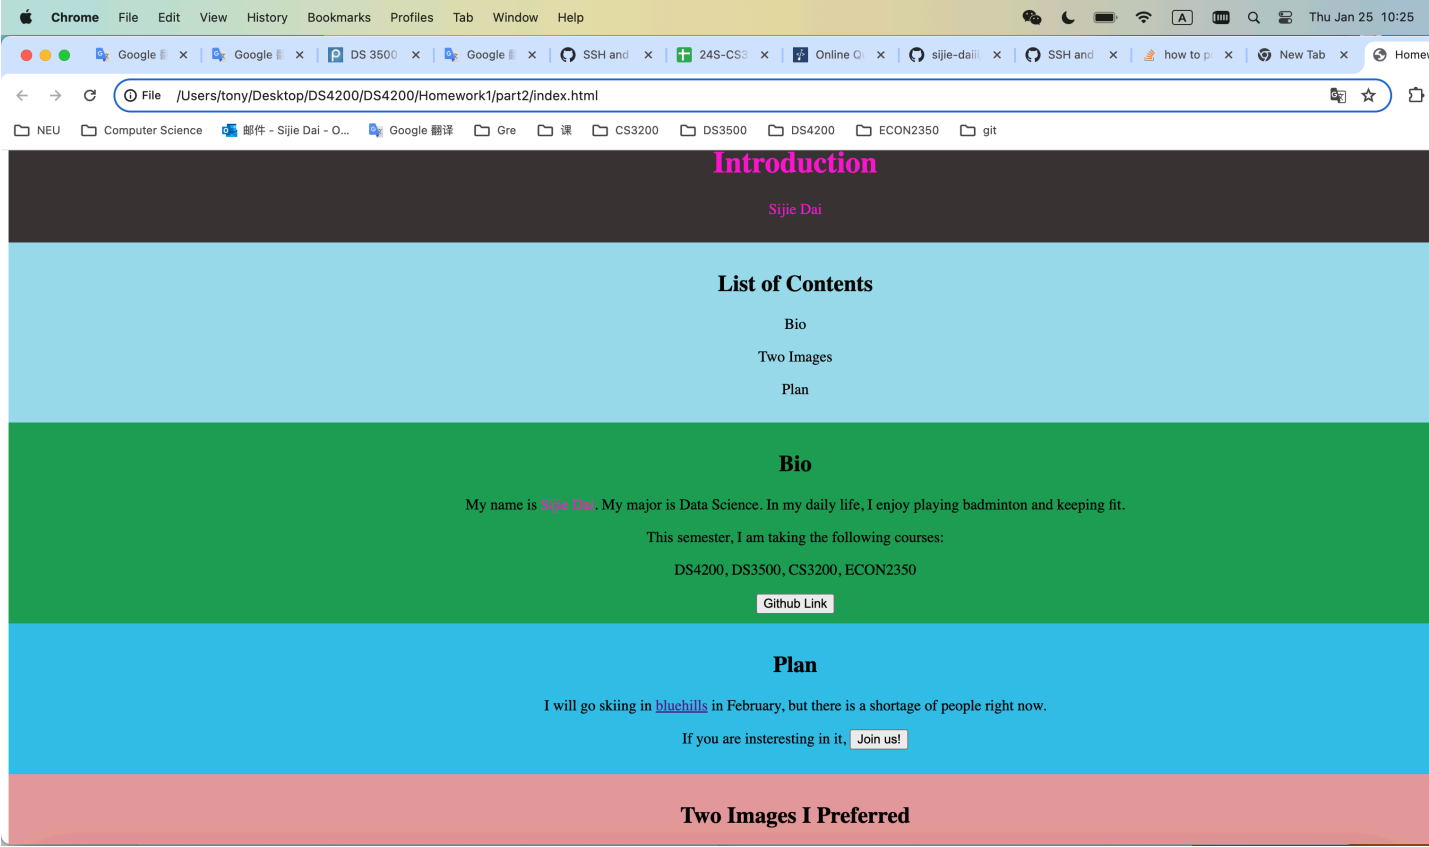 Chrome File Edit View History Bookmarks Profiles Tab Window Help A Thu Jan 25 10:25
Google DS 3500 Google SSH and 24S-CS3 Online Q sijie-daii SSH and how to p New Tab Home
File /Users/tony/Desktop/DS4200/DS4200/Homework1/part2/index.html
NEU Computer Science 邮件 - Sijie Dai - O... Google 翻译 Gre 课 CS3200 DS3500 DS4200 ECON2350 git
Introduction
Sijie Dai
List of Contents
Bio
Two Images
Plan
Bio
My name is Sijie Dai. My major is Data Science. In my daily life, I enjoy playing badminton and keeping fit.
This semester, I am taking the following courses:
DS4200, DS3500, CS3200, ECON2350
Github Link
Plan
I will go skiing in bluehills in February, but there is a shortage of people right now.
If you are insteresting in it, Join us!
Two Images I Preferred